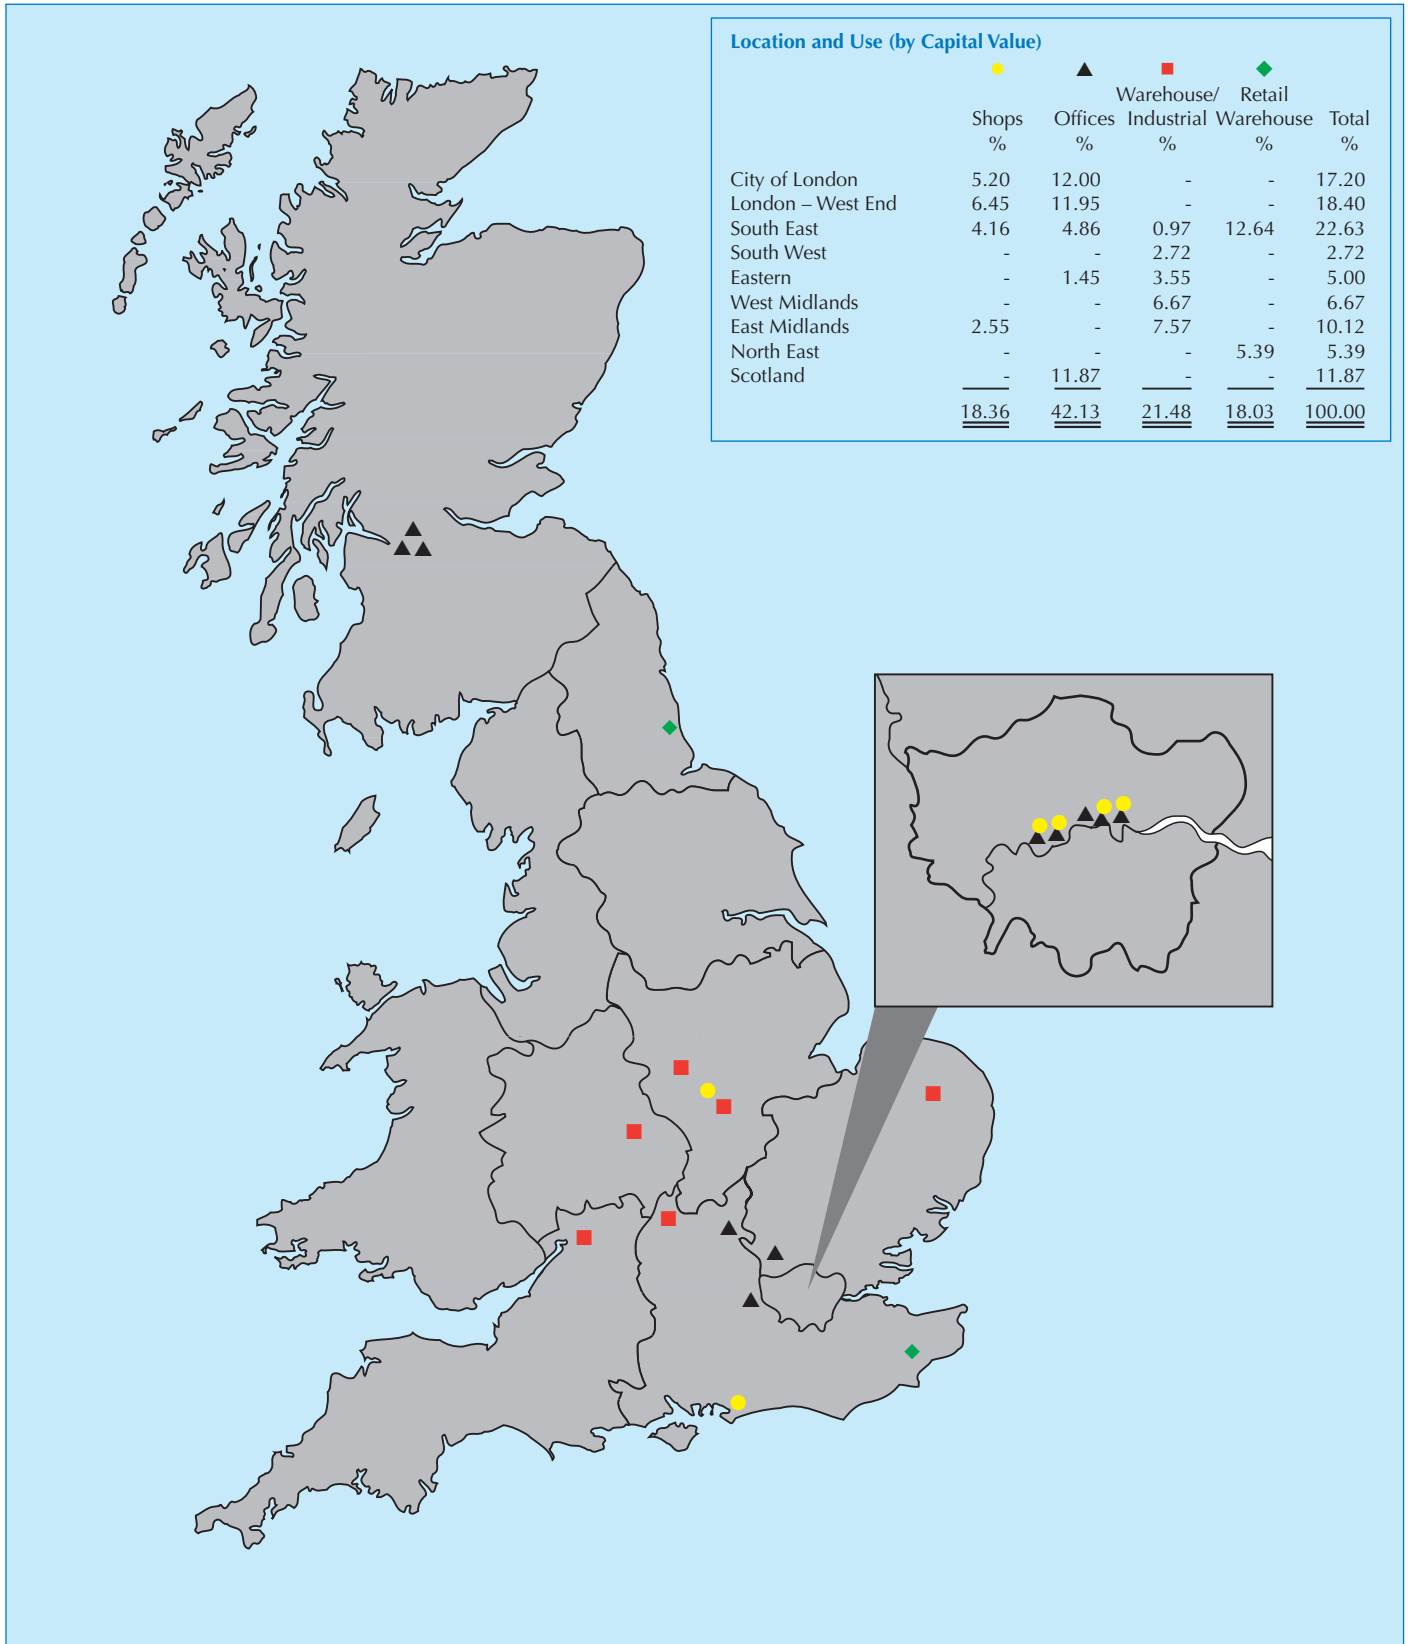 Location and Use (by Capital Value)
Warehouse/ Retail
Shops Offices Industrial Warehouse Total
% % % % %
City of London 5.20 12.00 - - 17.20
London – West End 6.45 11.95 - - 18.40
South East 4.16 4.86 0.97 12.64 22.63
South West - - 2.72 - 2.72
Eastern - 1.45 3.55 - 5.00
West Midlands - - 6.67 - 6.67
East Midlands 2.55 - 7.57 - 10.12
North East - - - 5.39 5.39
Scotland - 11.87 - - 11.87
18.36 42.13 21.48 18.03 100.00